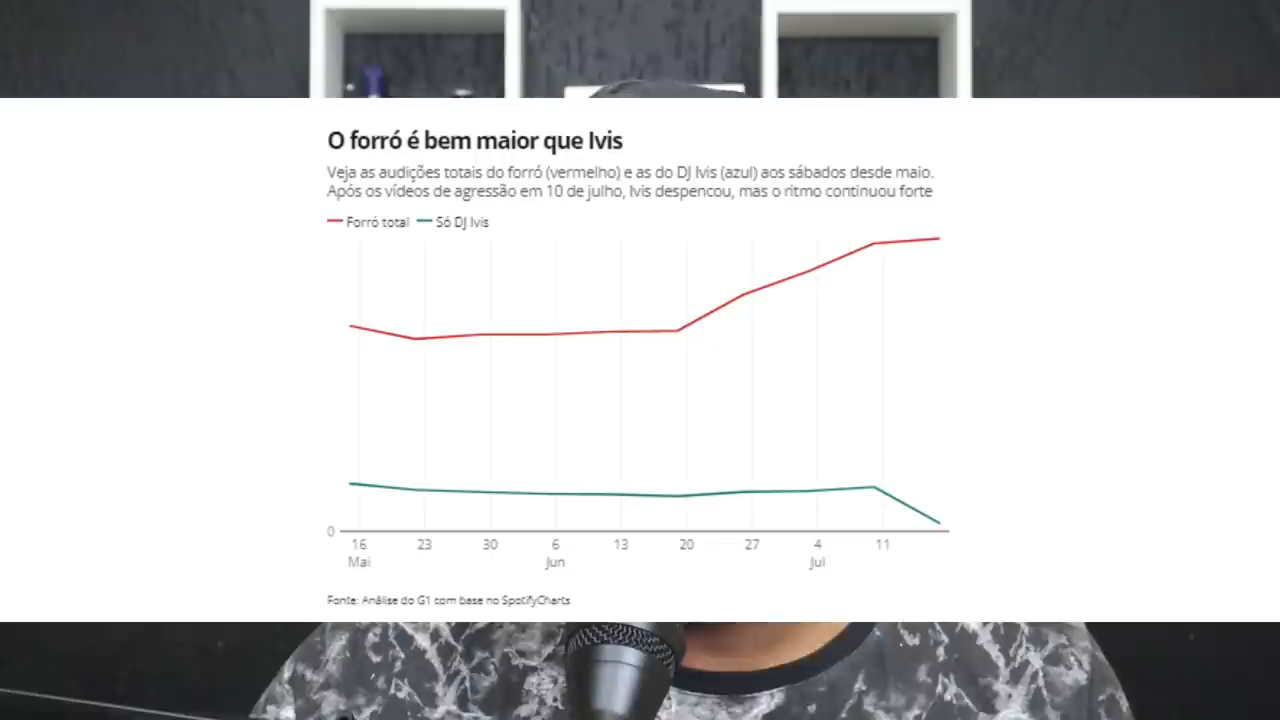 O forró é bem maior que Ivis
Veja as audições totais do forró (vermelho) e as do DJ Ivis (azul) aos sábados desde maio.
Após os vídeos de agressão em 10 de julho, Ivis despencou, mas o ritmo continuou forte
Forró total Só DJ Ivis
0
16 23 30 6 13 20 27 4 11
Mai Jun Jul
Fonte: Análise do G1 com base no SpotifyCharts